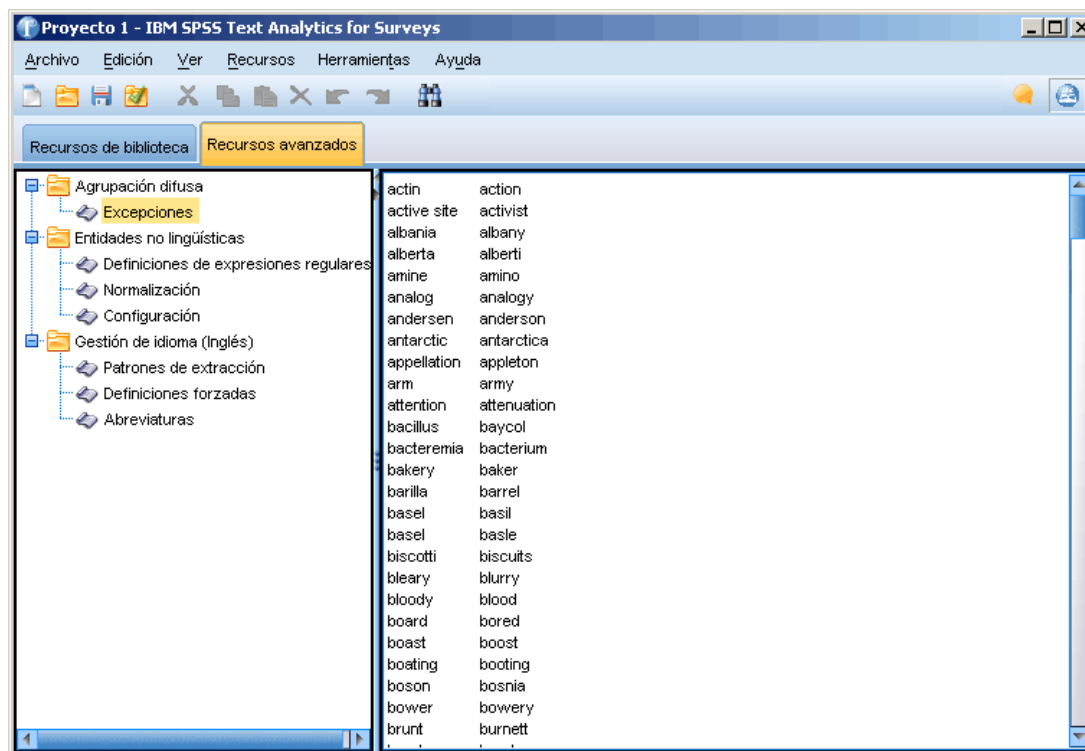 Proyecto 1 - IBM SPSS Text Analytics for Surveys
Archivo Edición Ver Recursos Herramientas Ayuda
Recursos de biblioteca Recursos avanzados
Agrupación difusa
Excepciones
Entidades no lingüísticas
Definiciones de expresiones regulares
Normalización
Configuración
Gestión de idioma (Inglés)
Patrones de extracción
Definiciones forzadas
Abreviaturas
actin action
active site activist
albania albany
alberta alberti
amine amino
analog analogy
andersen anderson
antarctic antarctica
appellation appleton
arm army
attention attenuation
bacillus baycol
bacteremia bacterium
bakery baker
barilla barrel
basel basil
basel basle
biscotti biscuits
bleary blurry
bloody blood
board bored
boast boost
boating booting
boson bosnia
bower bowery
brunt burnett